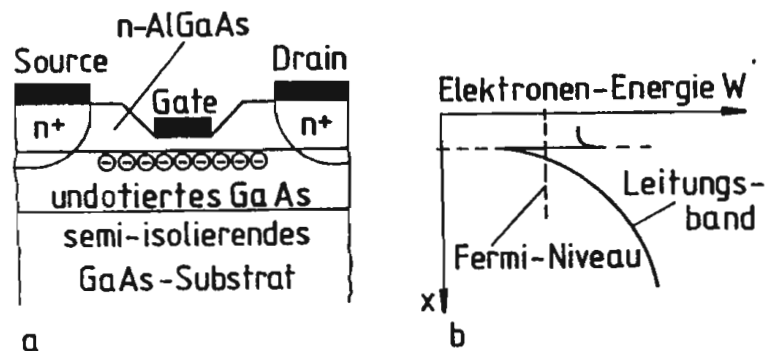 n-AlGaAs
Source
Drain
Gate
n+
n+
⊖⊖⊖⊖⊖⊖⊖⊖⊖
undotiertes GaAs
semi-isolierendes
GaAs-Substrat
a
Elektronen-Energie W
Leitungs-
band
Fermi-Niveau
x
b